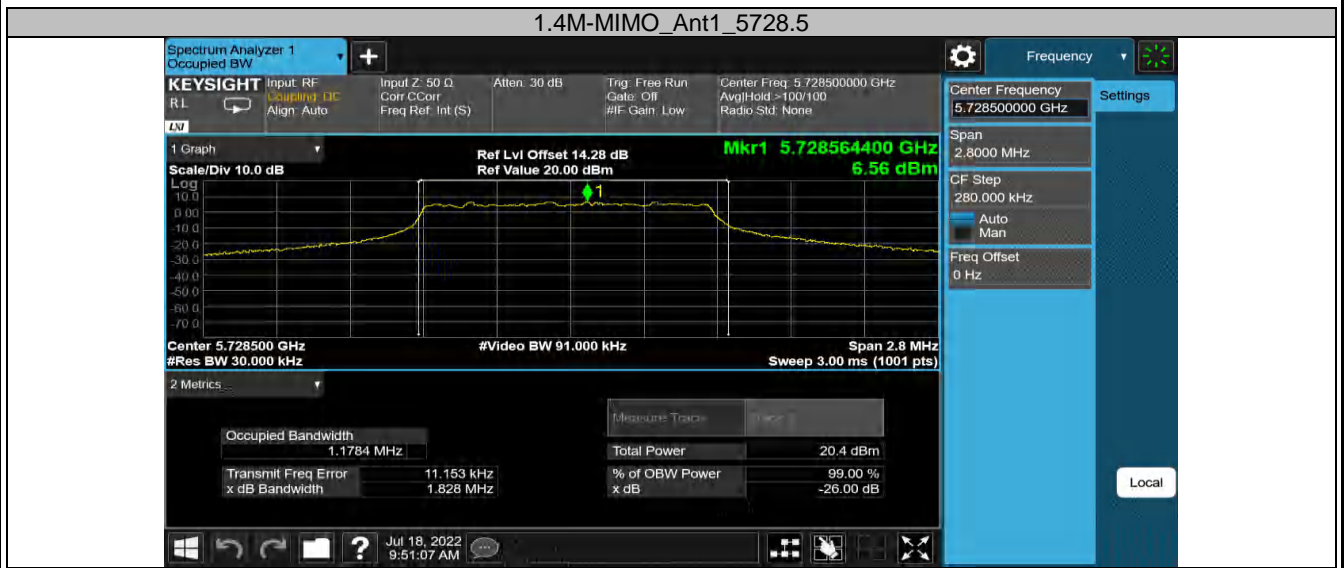 1.4M-MIMO_Ant1_5728.5
Spectrum Analyzer 1
Occupied BW
+
Frequency
KEYSIGHT
RL
LXI
Input: RF
Coupling: DC
Align: Auto
Input Z: 50 Ω
Corr CCorr
Freq Ref: Int (S)
Atten: 30 dB
Trig: Free Run
Gate: Off
#IF Gain: Low
Center Freq: 5.728500000 GHz
Avg|Hold:>100/100
Radio Std: None
Center Frequency
5.728500000 GHz
Settings
Span
2.8000 MHz
CF Step
280.000 kHz
Auto
Man
Freq Offset
0 Hz
1 Graph
Scale/Div 10.0 dB
Ref Lvl Offset 14.28 dB
Ref Value 20.00 dBm
Mkr1 5.728564400 GHz
6.56 dBm
Log
10.0
0.00
-10.0
-20.0
-30.0
-40.0
-50.0
-60.0
-70.0
1
Center 5.728500 GHz
#Res BW 30.000 kHz
#Video BW 91.000 kHz
Span 2.8 MHz
Sweep 3.00 ms (1001 pts)
2 Metrics
Measure Trace
Occupied Bandwidth
1.1784 MHz
Total Power 20.4 dBm
Transmit Freq Error 11.153 kHz
% of OBW Power 99.00 %
x dB Bandwidth 1.828 MHz
x dB -26.00 dB
Local
?
Jul 18, 2022
9:51:07 AM